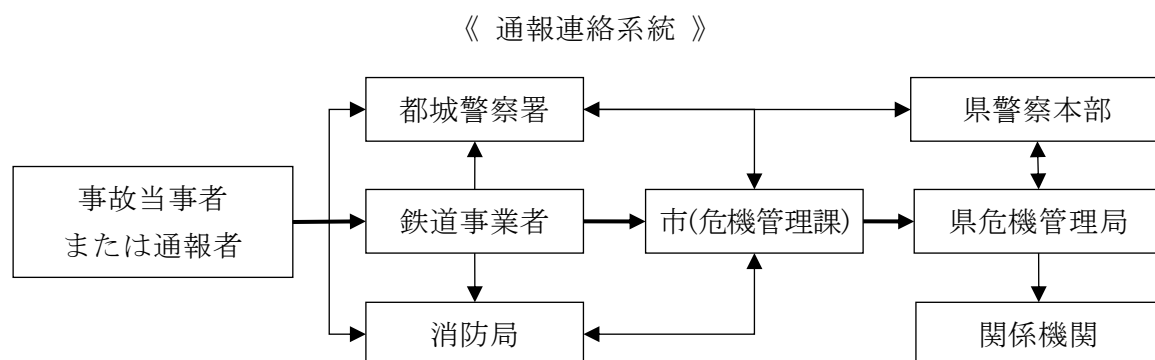 《 通報連絡系統 》
都城警察署
県警察本部
事故当事者
または通報者
鉄道事業者
市(危機管理課)
県危機管理局
消防局
関係機関